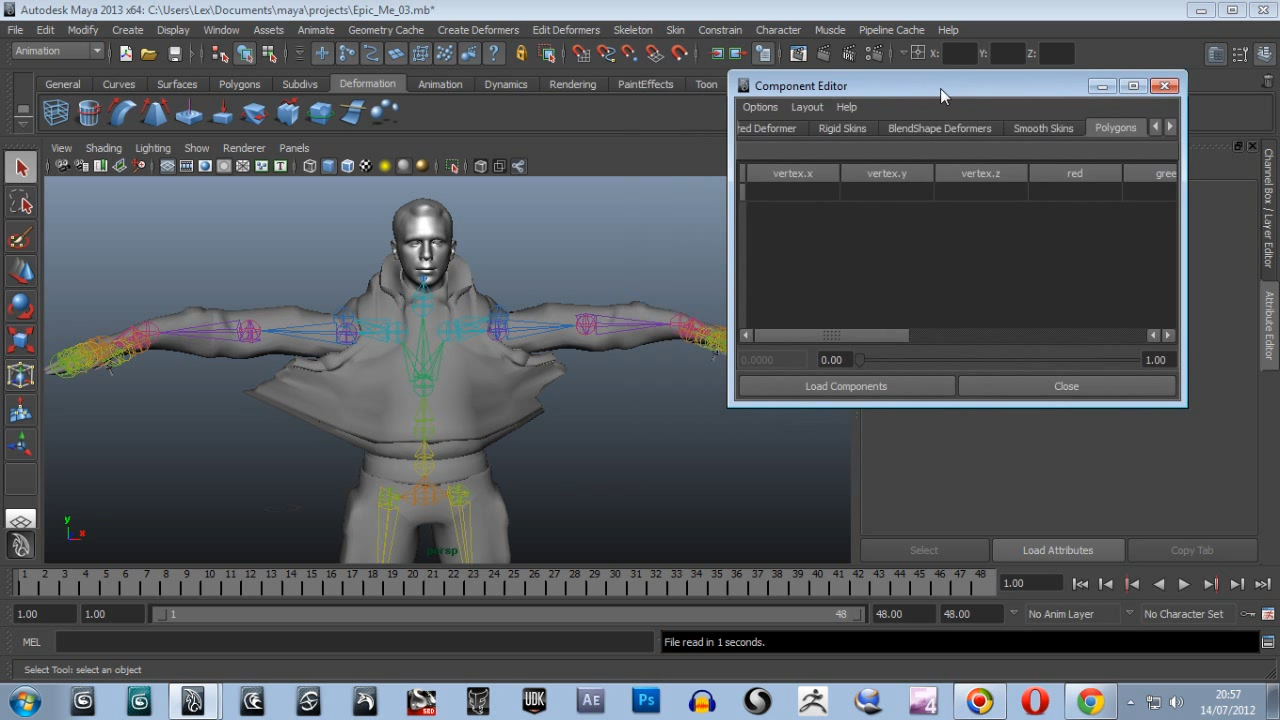 Autodesk Maya 2013 x64: C:\Users\Lex\Documents\maya\projects\Epic_Me_03.mb*
File Edit Modify Create Display Window Assets Animate Geometry Cache Create Deformers Edit Deformers Skeleton Skin Constrain Character Muscle Pipeline Cache Help
Animation X: Y: Z:
General Curves Surfaces Polygons Subdivs Deformation Animation Dynamics Rendering PaintEffects Toon
View Shading Lighting Show Renderer Panels
Component Editor
Options Layout Help
ed Deformer Rigid Skins BlendShape Deformers Smooth Skins Polygons
vertex.x vertex.y vertex.z red gree
0.0000 0.00 1.00
Load Components Close
Channel Box / Layer Editor
Attribute Editor
y
x
persp
Select Load Attributes Copy Tab
1 2 3 4 5 6 7 8 9 10 11 12 13 14 15 16 17 18 19 20 21 22 23 24 25 26 27 28 29 30 31 32 33 34 35 36 37 38 39 40 41 42 43 44 45 46 47 48 1.00
1.00 1.00 1 48 48.00 48.00 No Anim Layer No Character Set
MEL File read in 1 seconds.
Select Tool: select an object
UDK AE Ps 4
20:57
14/07/2012